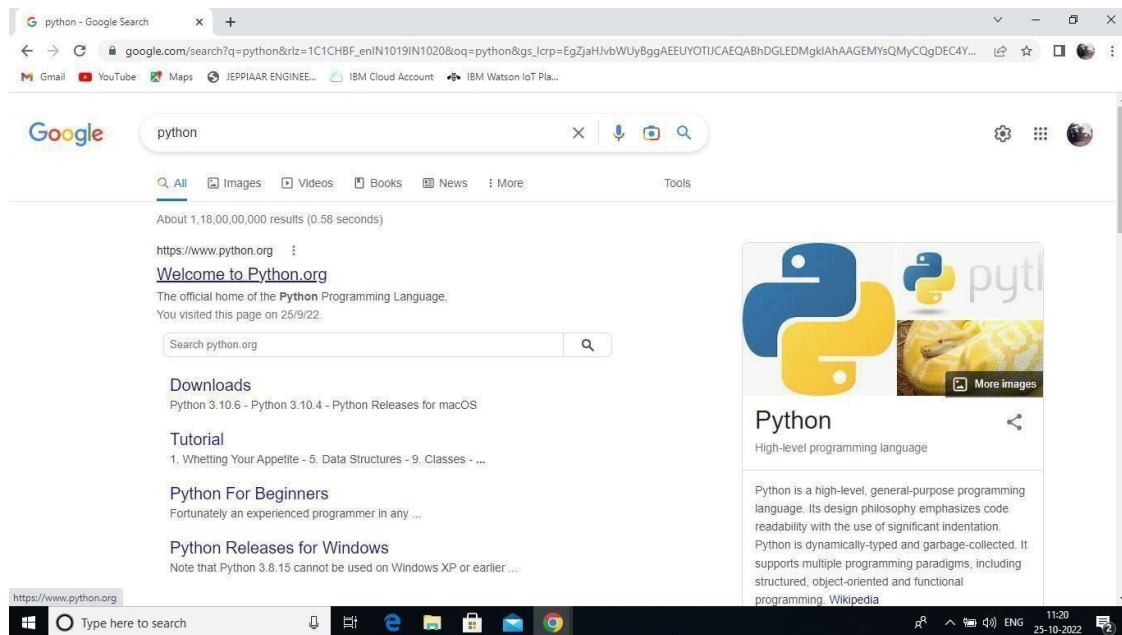 python - Google Search
google.com/search?q=python&rlz=1C1CHBF_enIN1019IN1020&oq=python&gs_lcrp=EgZjaHJvbWUyBggAEEUYOTIJCAEQABhDGLEDMgkIAhAAGEMYsQMyCQgDEC4Y...
Gmail YouTube Maps JEPPIAAR ENGINEE... IBM Cloud Account IBM Watson IoT Pla...
Google
python
All Images Videos Books News More Tools
About 1,18,00,00,000 results (0.58 seconds)
https://www.python.org
Welcome to Python.org
The official home of the Python Programming Language.
You visited this page on 25/9/22.
Search python.org
Downloads
Python 3.10.6 - Python 3.10.4 - Python Releases for macOS
Tutorial
1. Whetting Your Appetite - 5. Data Structures - 9. Classes - ...
Python For Beginners
Fortunately an experienced programmer in any ...
Python Releases for Windows
Note that Python 3.8.15 cannot be used on Windows XP or earlier ...
pyt
More images
Python
High-level programming language
Python is a high-level, general-purpose programming
language. Its design philosophy emphasizes code
readability with the use of significant indentation.
Python is dynamically-typed and garbage-collected. It
supports multiple programming paradigms, including
structured, object-oriented and functional
programming. Wikipedia
https://www.python.org
Type here to search
ENG
11:20
25-10-2022
2